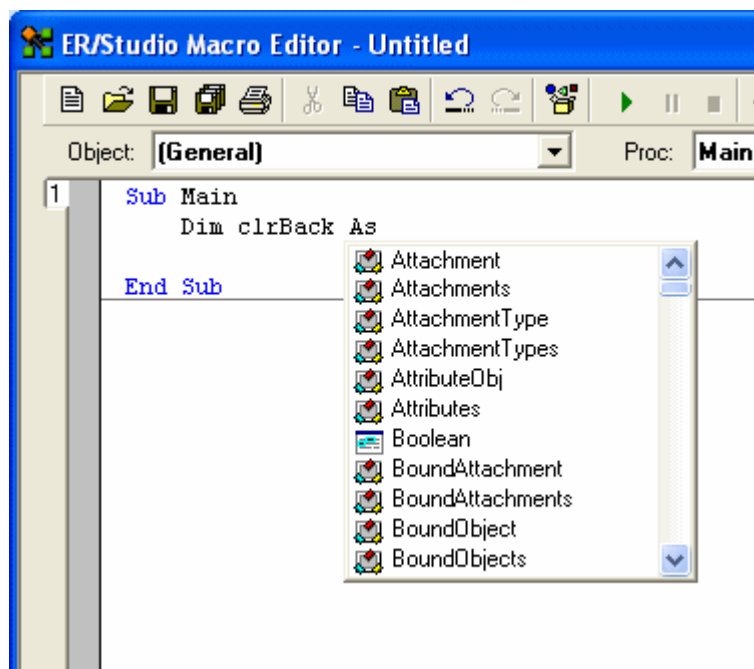 ER/Studio Macro Editor - Untitled
Object: (General) Proc: Main
1
Sub Main
Dim clrBack As
End Sub
Attachment
Attachments
AttachmentType
AttachmentTypes
AttributeObj
Attributes
Boolean
BoundAttachment
BoundAttachments
BoundObject
BoundObjects